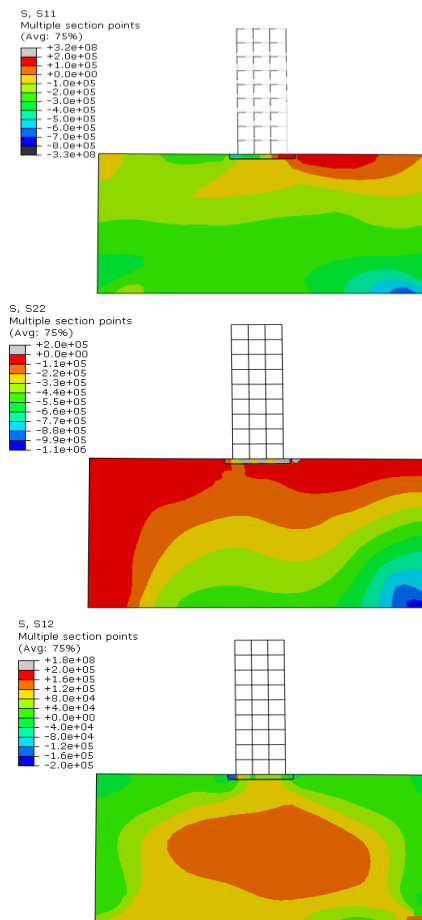 S, S11
Multiple section points
(Avg: 75%)
+3.2e+08
+2.0e+05
+1.0e+05
+0.0e+00
-1.0e+05
-2.0e+05
-3.0e+05
-4.0e+05
-5.0e+05
-6.0e+05
-7.0e+05
-8.0e+05
-3.3e+08
S, S22
Multiple section points
(Avg: 75%)
+2.0e+05
+0.0e+00
-1.1e+05
-2.2e+05
-3.3e+05
-4.4e+05
-5.5e+05
-6.6e+05
-7.7e+05
-8.8e+05
-9.9e+05
-1.1e+06
S, S12
Multiple section points
(Avg: 75%)
+1.8e+08
+2.0e+05
+1.6e+05
+1.2e+05
+8.0e+04
+4.0e+04
+0.0e+00
-4.0e+04
-8.0e+04
-1.2e+05
-1.6e+05
-2.0e+05